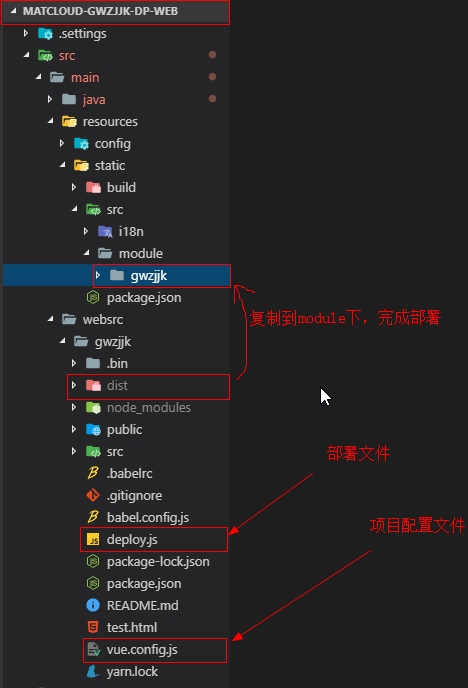 MATCLOUD-GWZJJK-DP-WEB
.settings
src
main
java
resources
config
static
build
src
i18n
module
gwzjjk
package.json
复制到module下，完成部署
websrc
gwzjjk
.bin
dist
node_modules
public
src
部署文件
.babelrc
.gitignore
babel.config.js
项目配置文件
deploy.js
package-lock.json
package.json
README.md
test.html
vue.config.js
yarn.lock